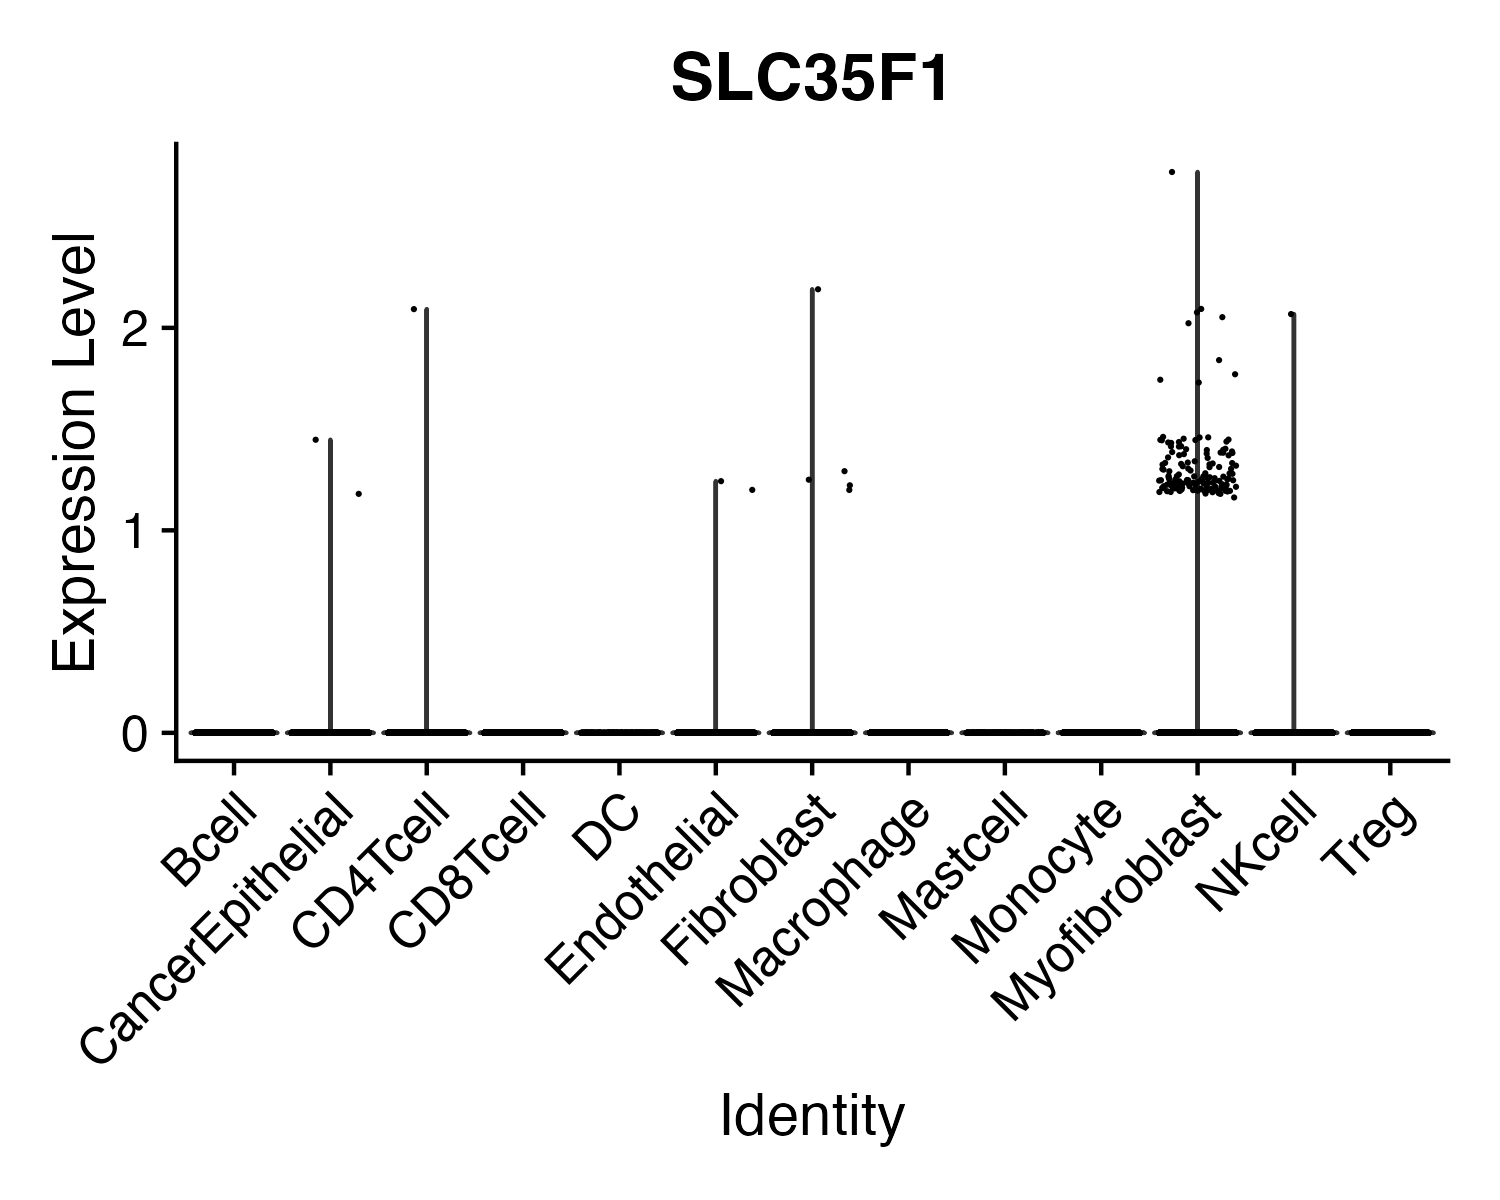 SLC35F1
Expression Level
2
1
0
Bcell
CancerEpithelial
CD4Tcell
CD8Tcell
DC
Endothelial
Fibroblast
Macrophage
Mastcell
Monocyte
Myofibroblast
NKcell
Treg
Identity